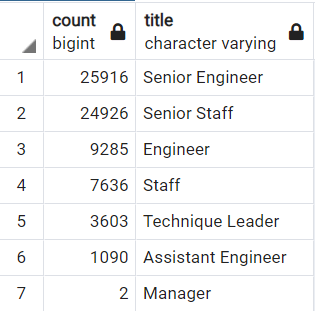 count title
bigint character varying
1 25916 Senior Engineer
2 24926 Senior Staff
3 9285 Engineer
4 7636 Staff
5 3603 Technique Leader
6 1090 Assistant Engineer
7 2 Manager